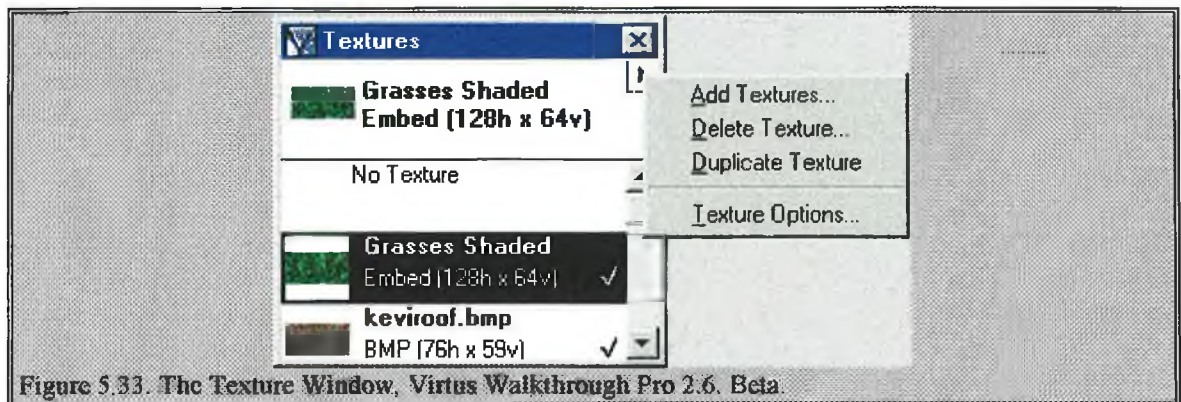 Textures
Grasses Shaded
Embed (128h x 64v)
No Texture
Grasses Shaded
Embed (128h x 64v)
keviroof.bmp
BMP (76h x 59v)
Add Textures...
Delete Texture...
Duplicate Texture
Texture Options...
Figure 5.33. The Texture Window, Virtus Walkthrough Pro 2.6. Beta.